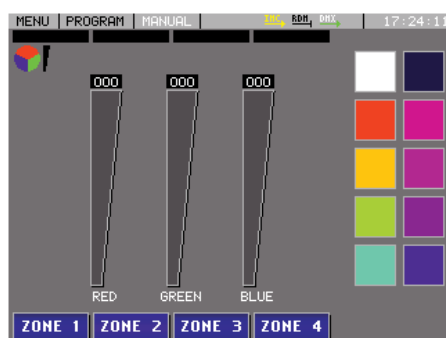 MENU PROGRAM MANUAL TMC RDM DMX 17:24:11
000 000 000
RED GREEN BLUE
ZONE 1 ZONE 2 ZONE 3 ZONE 4